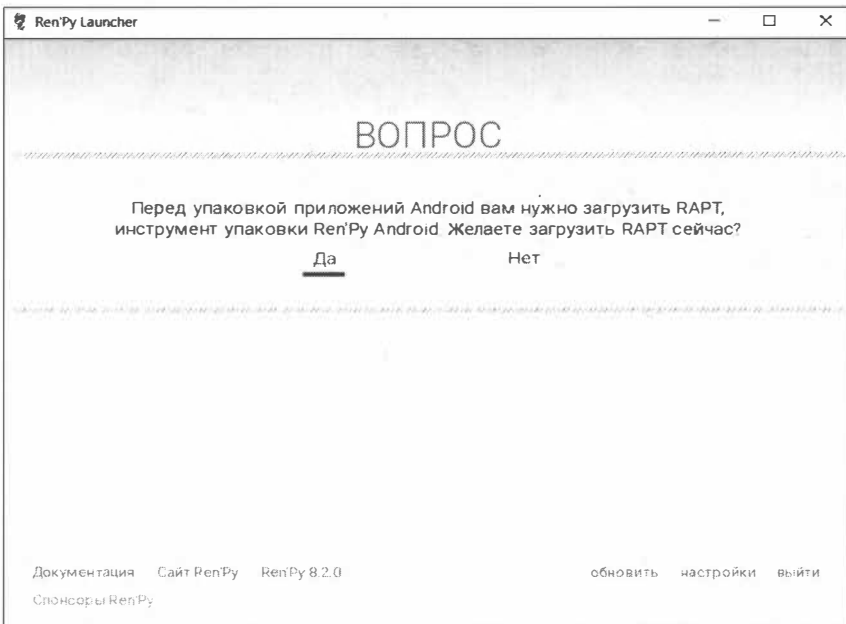 Ren'Py Launcher
ВОПРОС
Перед упаковкой приложений Android вам нужно загрузить RAPT,
инструмент упаковки Ren'Py Android. Желаете загрузить RAPT сейчас?
Да Нет
Документация Сайт Ren'Py Ren'Py 8.2.0 обновить настройки выйти
Спонсоры Ren'Py